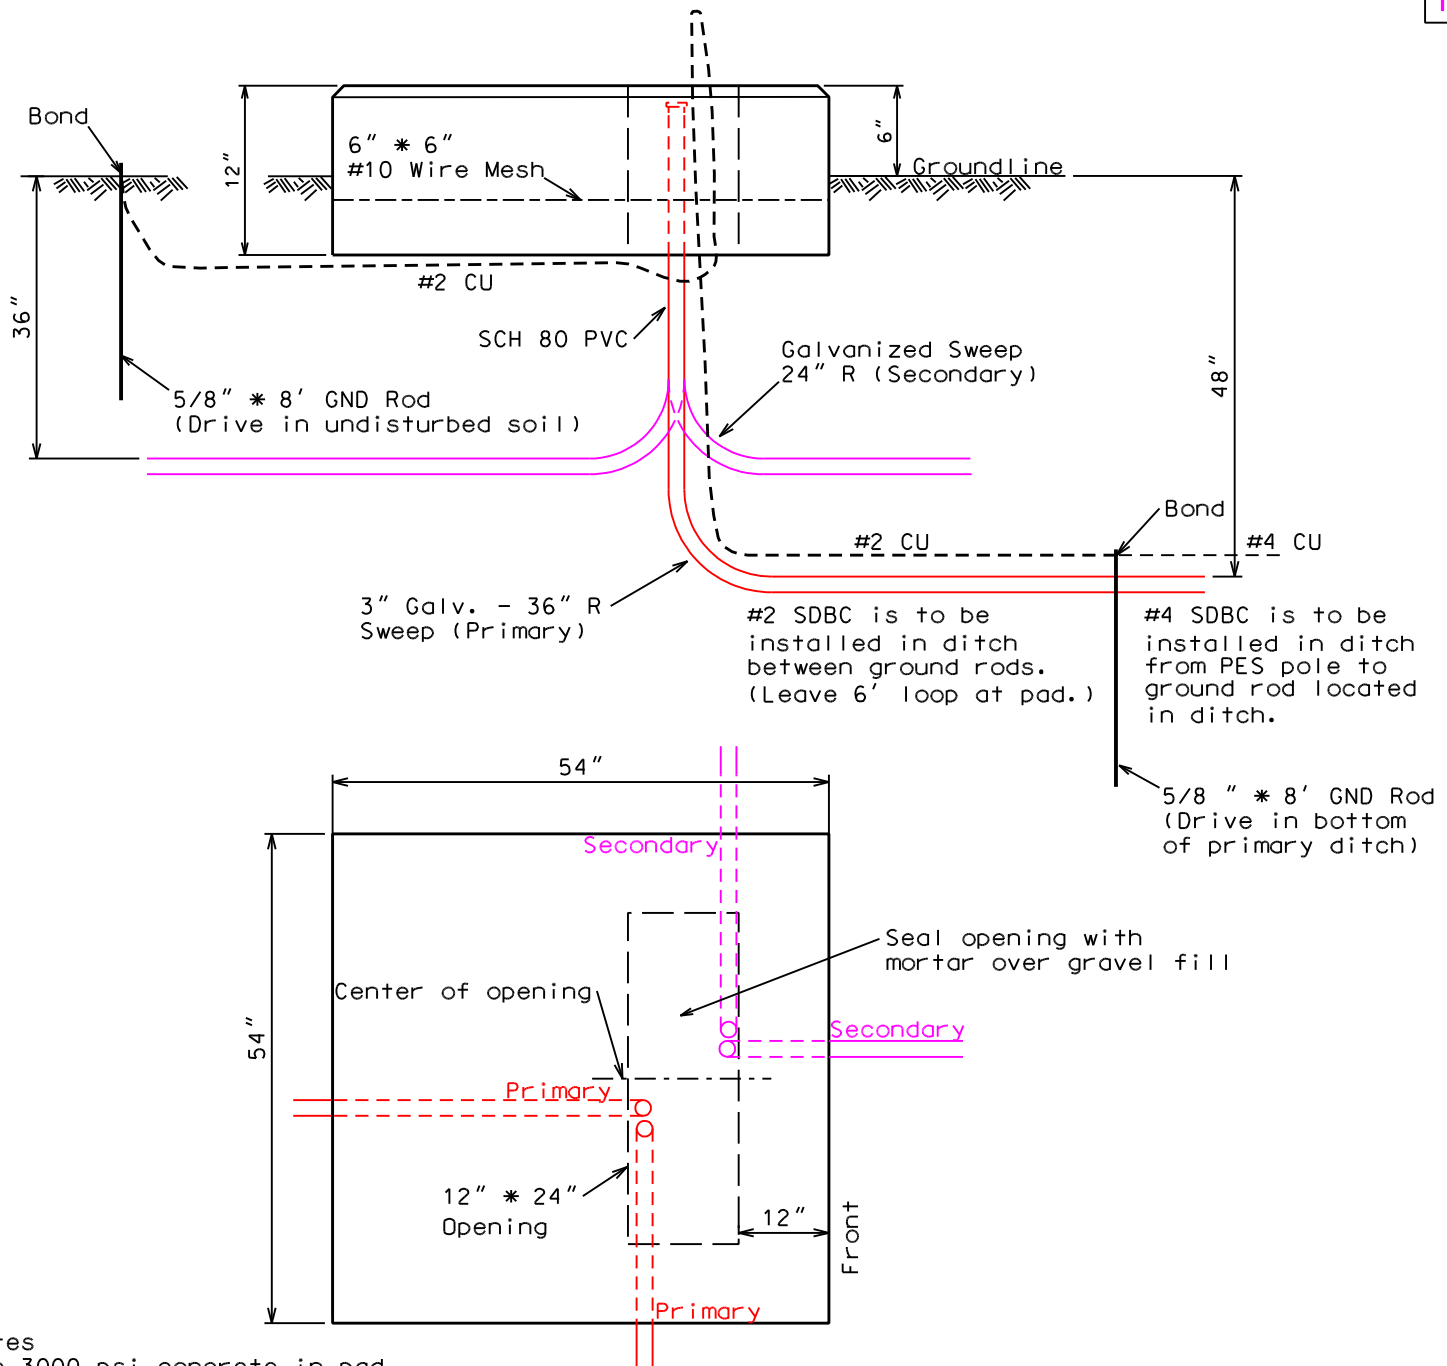 Bond
12"
6" * 6"
#10 Wire Mesh
6"
Groundline
36"
#2 CU
SCH 80 PVC
Galvanized Sweep
24" R (Secondary)
48"
5/8" * 8' GND Rod
(Drive in undisturbed soil)
Bond
#2 CU
#4 CU
3" Galv. - 36" R
Sweep (Primary)
#2 SDBC is to be
installed in ditch
between ground rods.
(Leave 6' loop at pad.)
#4 SDBC is to be
installed in ditch
from PES pole to
ground rod located
in ditch.
5/8 " * 8' GND Rod
(Drive in bottom
of primary ditch)
54"
Secondary
Seal opening with
mortar over gravel fill
Center of opening
54"
Secondary
Primary
12" * 24"
Opening
12"
Front
Primary
3000 psi concrete in pad